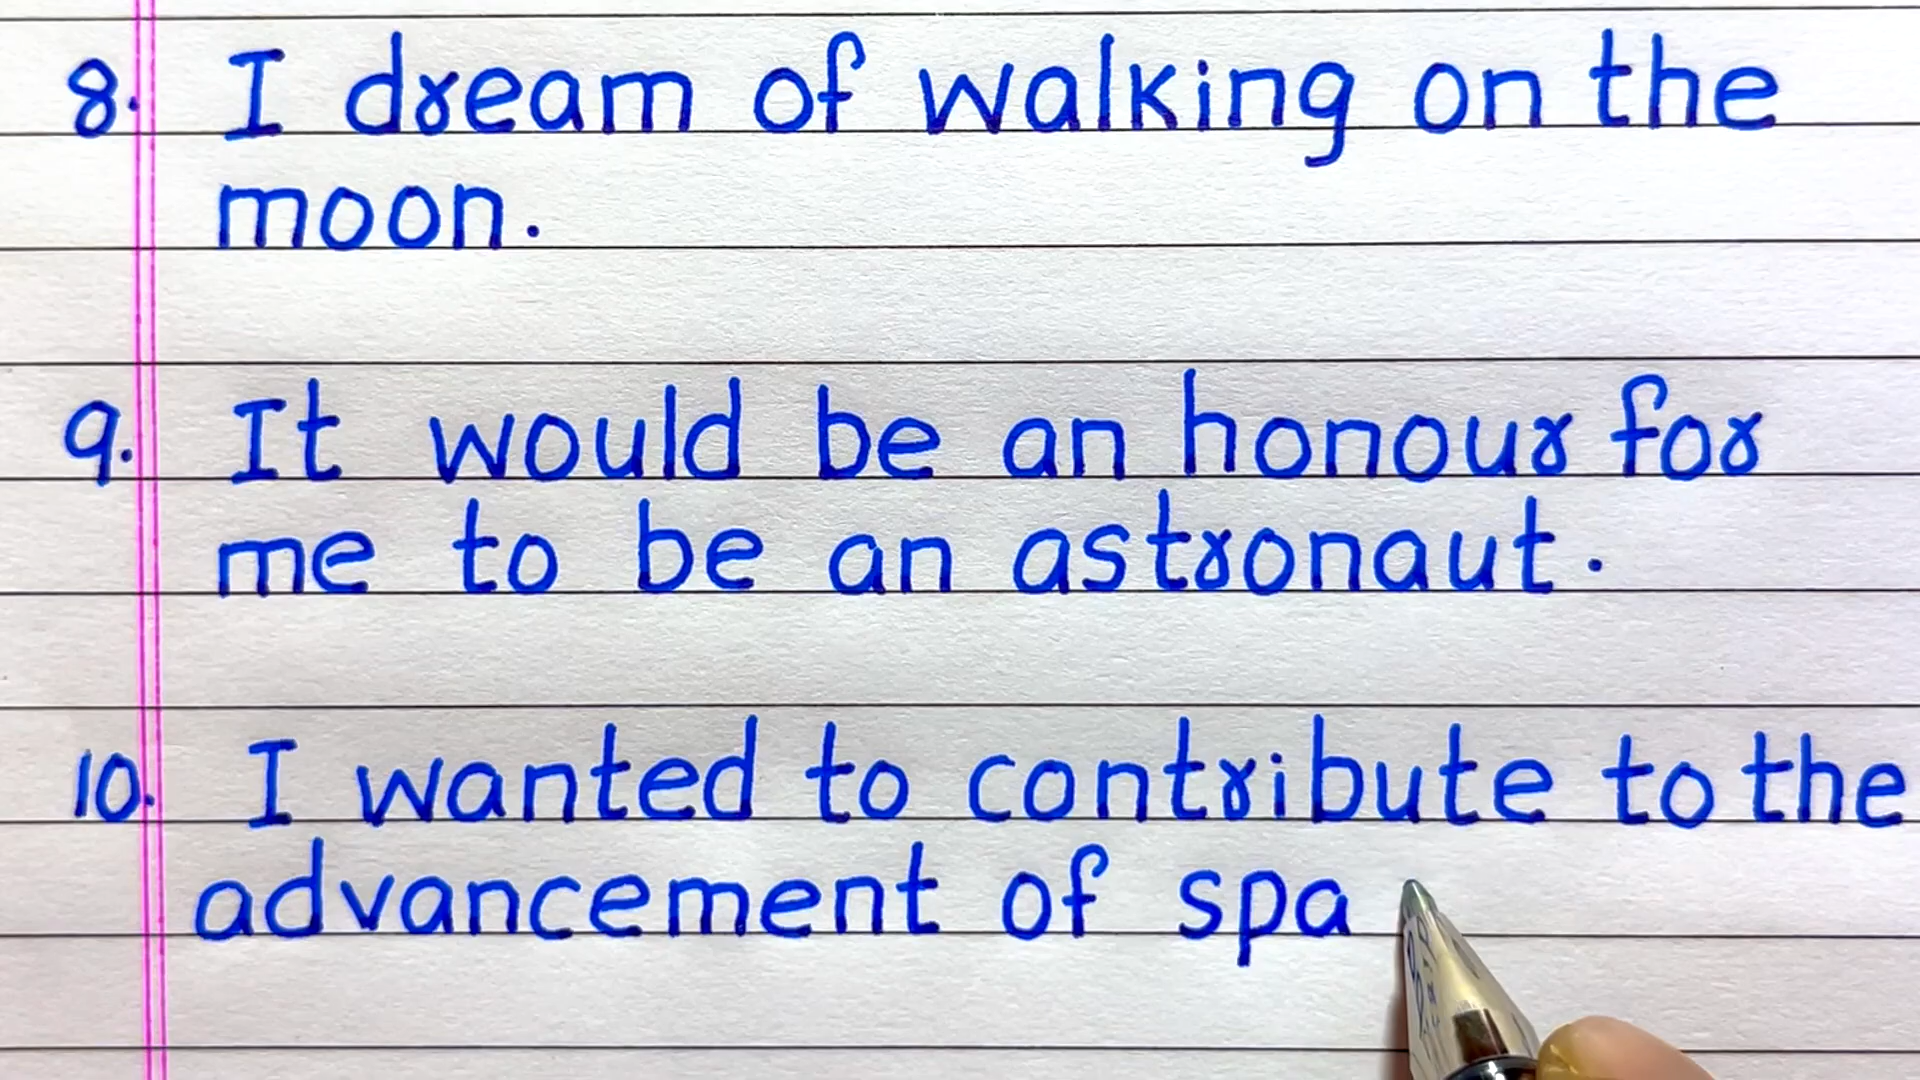 8. I dream of walking on the
moon.
9. It would be an honour for
me to be an astronaut.
10. I wanted to contribute to the
advancement of spa